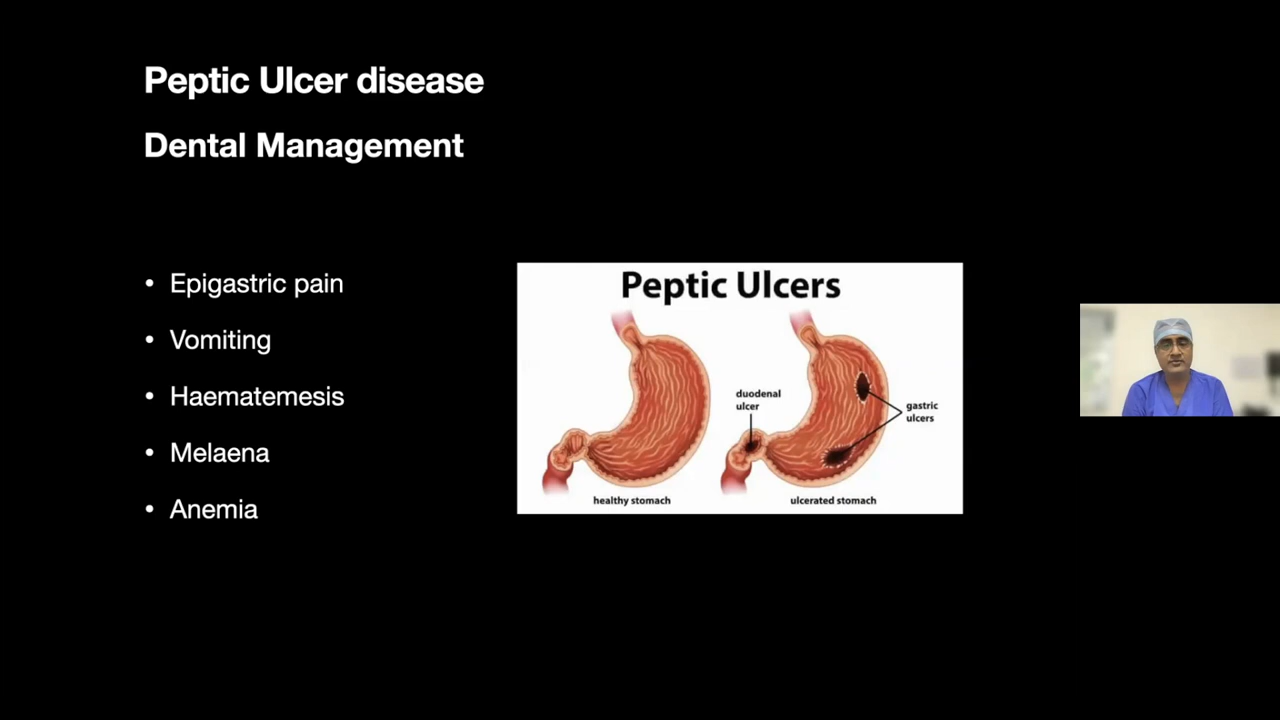 Peptic Ulcer disease
Dental Management
• Epigastric pain
• Vomiting
• Haematemesis
• Melaena
• Anemia
Peptic Ulcers
duodenal
ulcer
gastric
ulcers
healthy stomach
ulcerated stomach